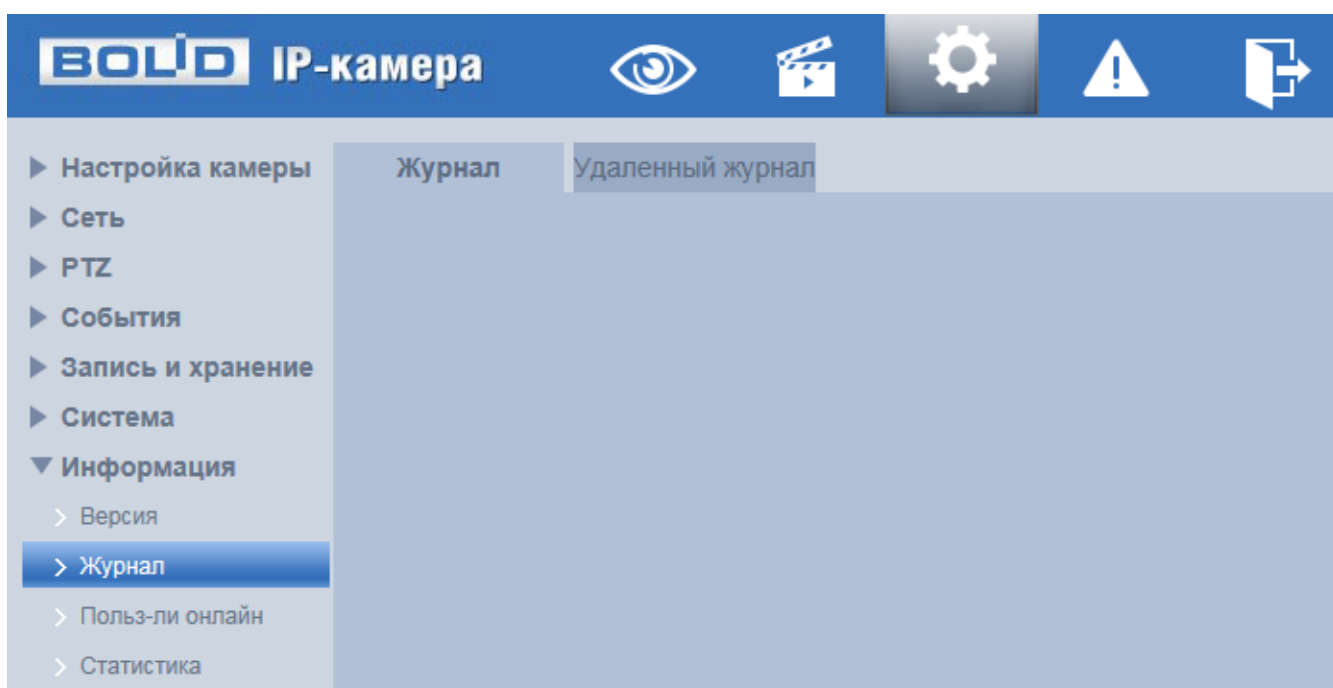 BOLID IP-камера
Настройка камеры
Журнал
Удаленный журнал
Сеть
PTZ
События
Запись и хранение
Система
Информация
Версия
Журнал
Польз-ли онлайн
Статистика